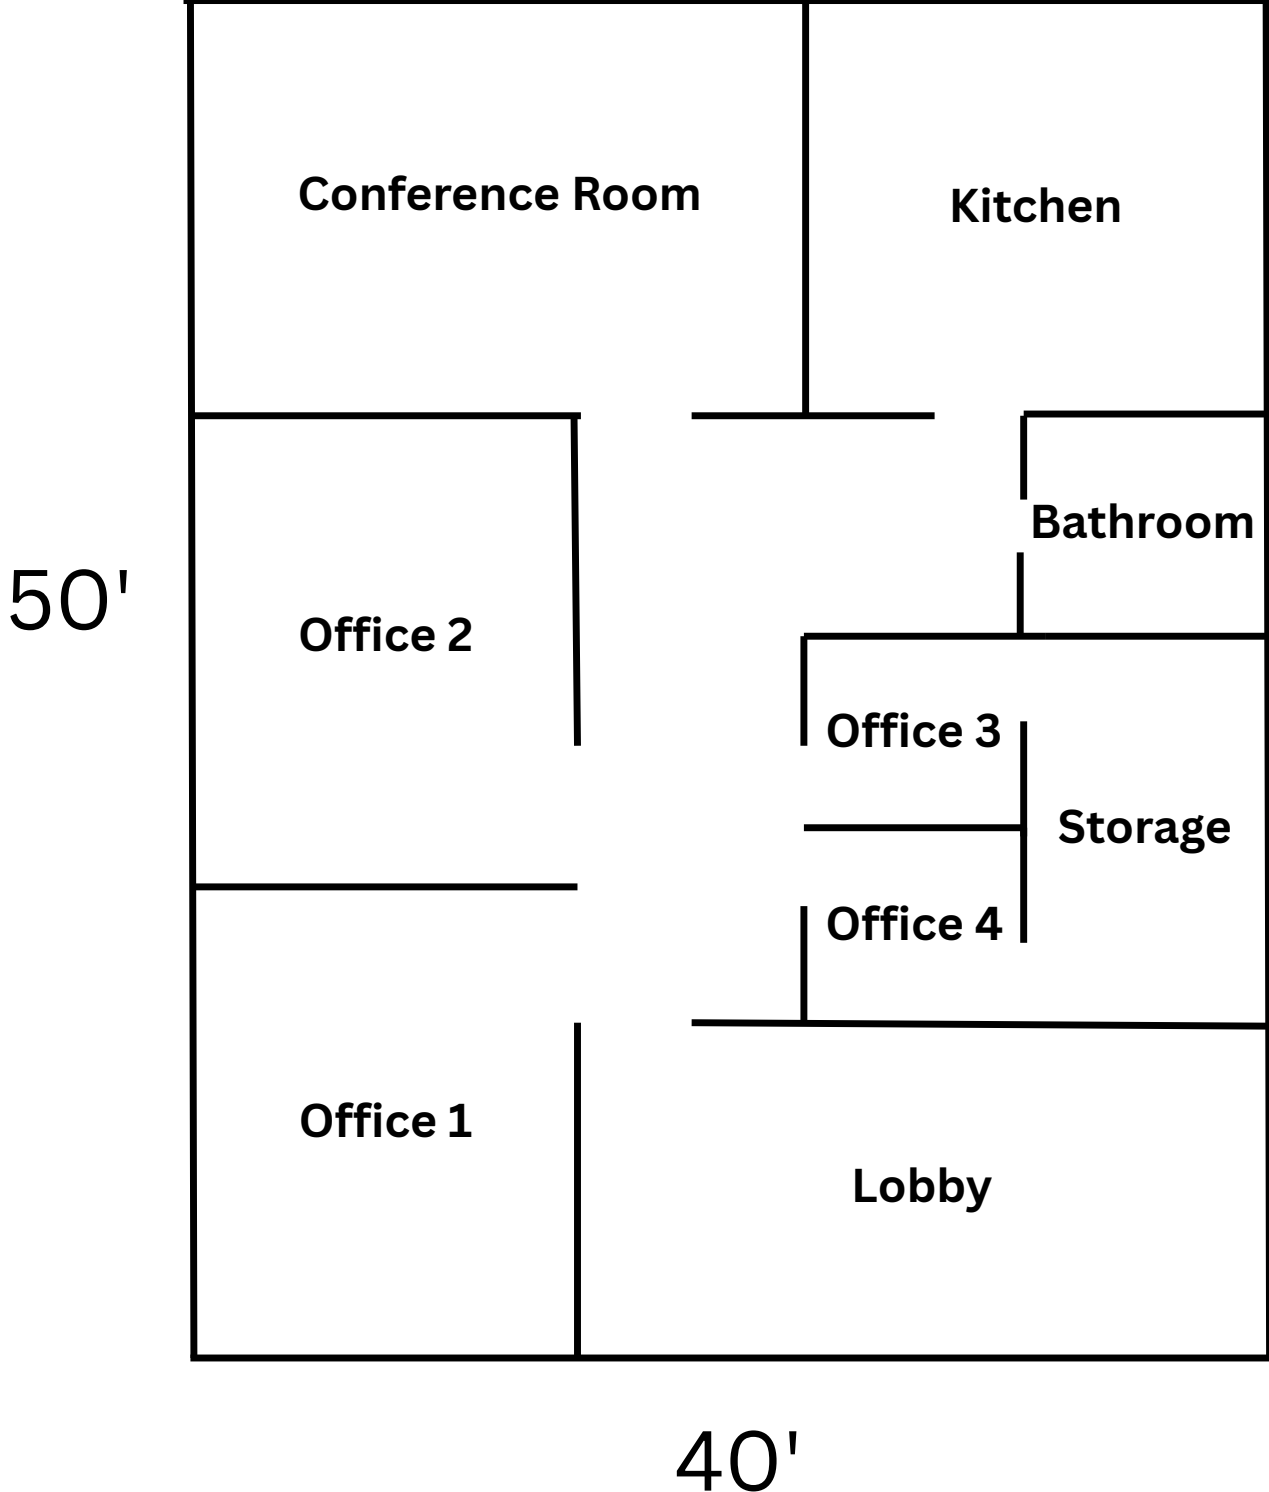 Conference Room
Kitchen
Bathroom
50'
Office 2
Office 3
Storage
Office 4
Office 1
Lobby
40'